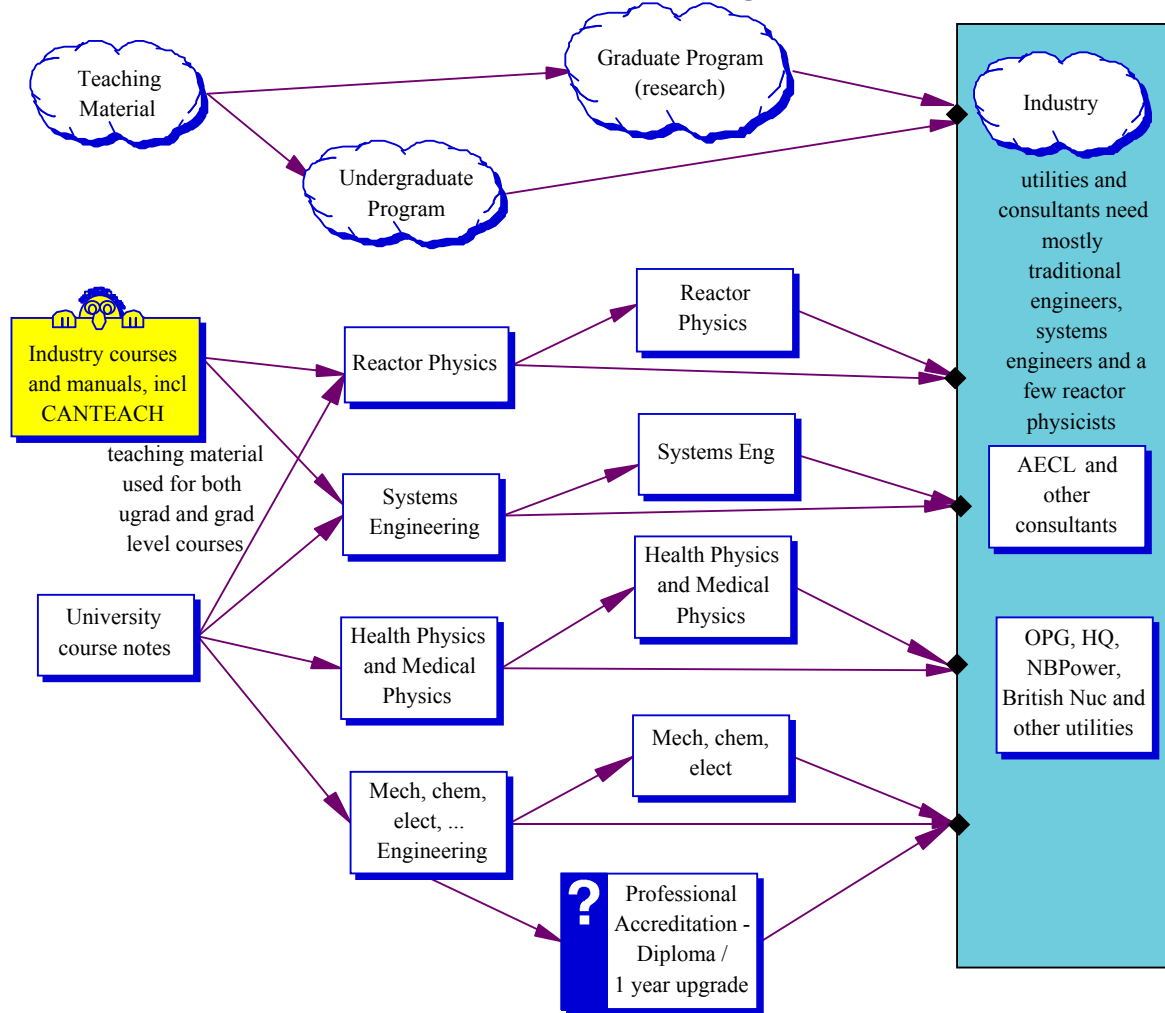 Teaching
Material
Graduate Program
(research)
Industry
Undergraduate
Program
utilities and
consultants need
mostly
traditional
engineers,
systems
engineers and a
few reactor
physicists
Industry courses
and manuals, incl
CANTEACH
Reactor Physics
Reactor
Physics
teaching material
used for both
ugrad and grad
level courses
Systems
Engineering
Systems Eng
AECL and
other
consultants
University
course notes
Health Physics
and Medical
Physics
Health Physics
and Medical
Physics
OPG, HQ,
NBPower,
British Nuc and
other utilities
Mech, chem,
elect, ...
Engineering
Mech, chem,
elect
?
Professional
Accreditation -
Diploma /
1 year upgrade